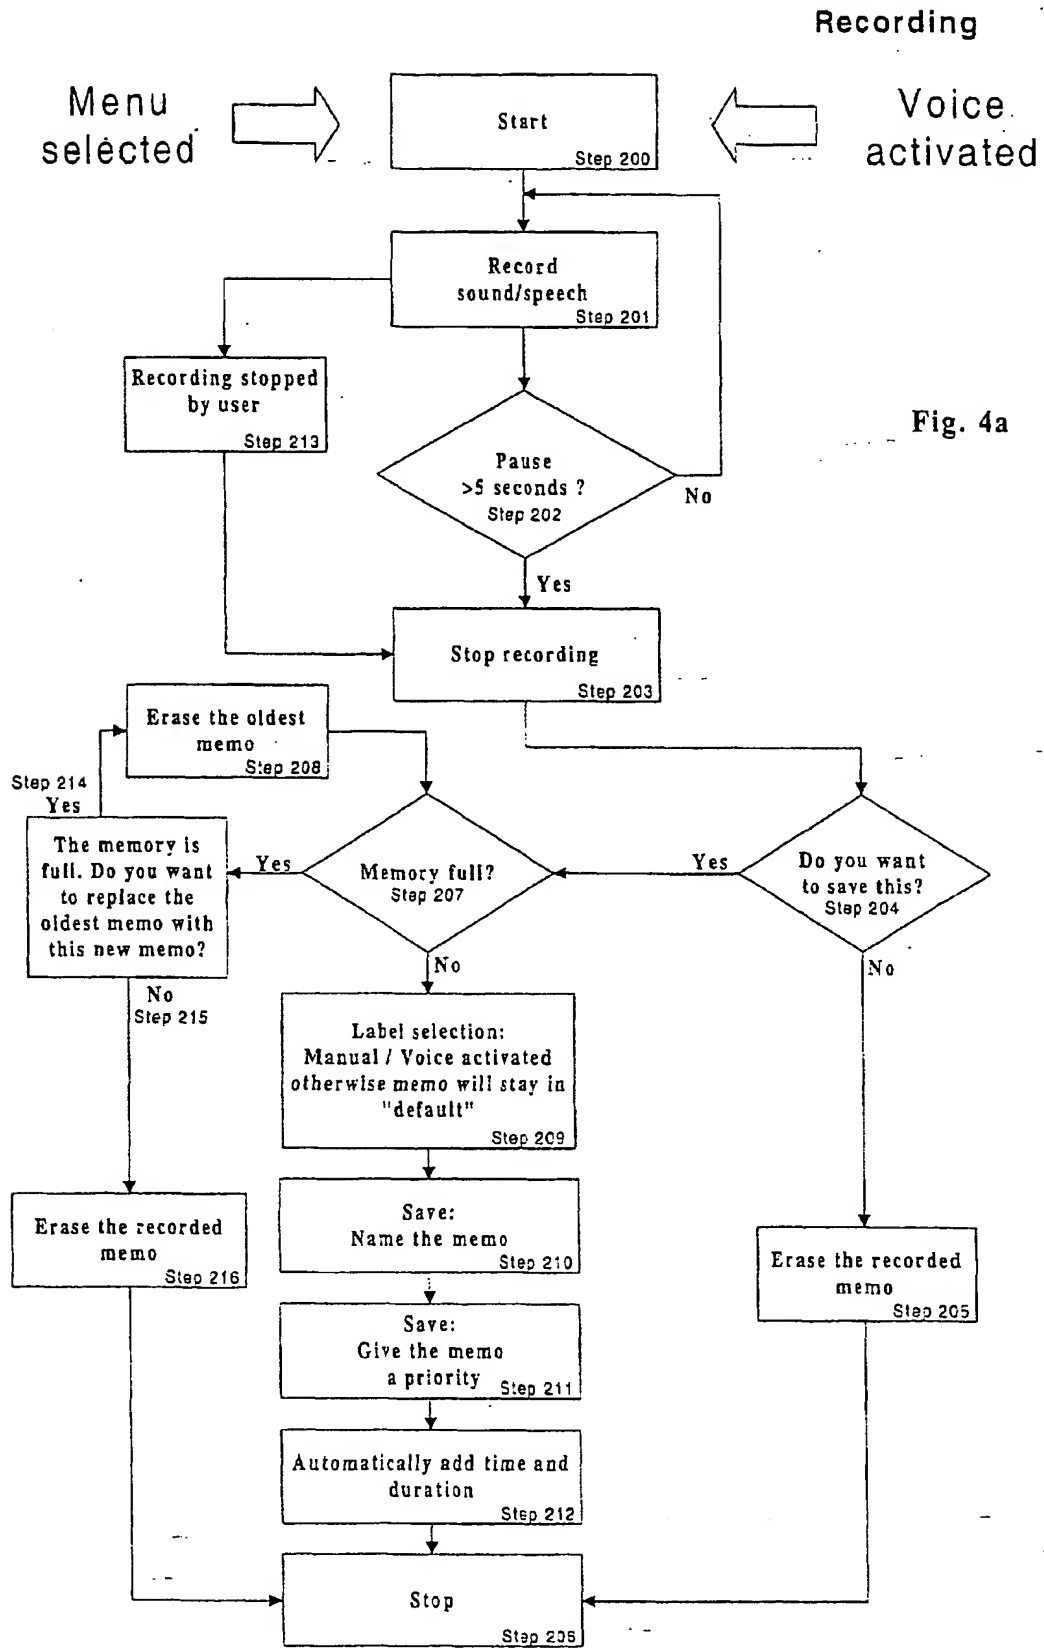 Recording
Menu
selected
Start
Step 200
Voice
activated
Record
sound/speech
Step 201
Recording stopped
by user
Step 213
Fig. 4a
Pause
>5 seconds ?
Step 202
No
Yes
Stop recording
Step 203
Erase the oldest
memo
Step 208
Step 214
Yes
The memory is
full. Do you want
to replace the
oldest memo with
this new memo?
Yes
Memory full?
Step 207
Yes
Do you want
to save this?
Step 204
No
No
No
Step 215
Label selection:
Manual / Voice activated
otherwise memo will stay in
"default"
Step 209
Erase the recorded
memo
Step 216
Save:
Name the memo
Step 210
Erase the recorded
memo
Step 205
Save:
Give the memo
a priority
Step 211
Automatically add time and
duration
Step 212
Stop
Step 206